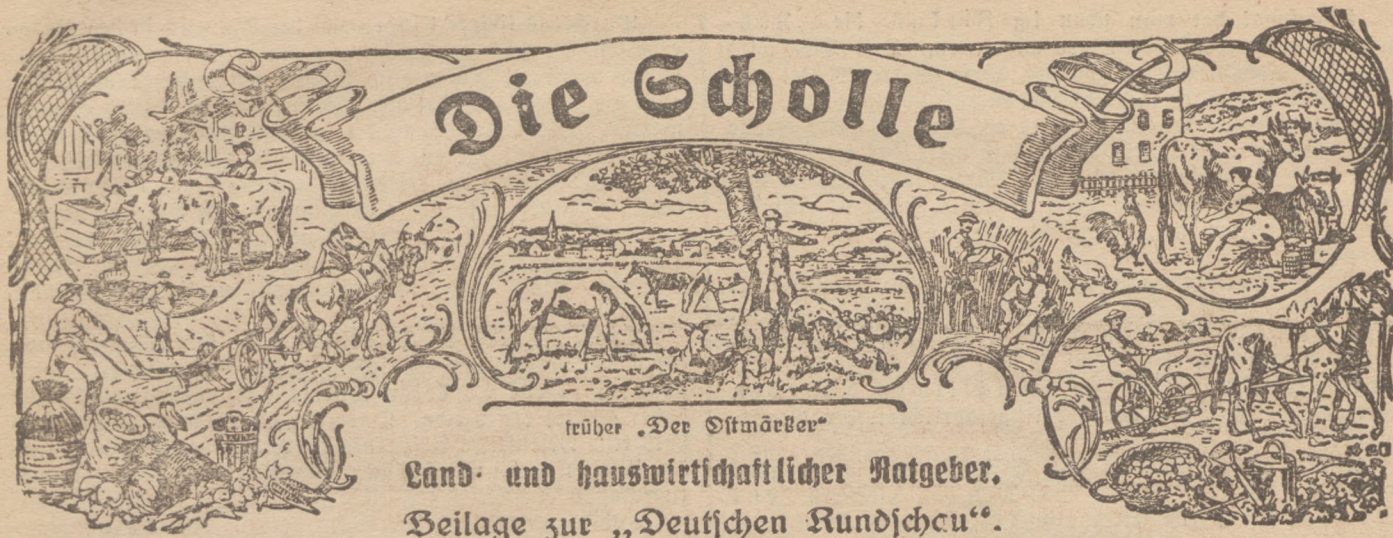 Die Scholle
früher „Der Ostmärker“
Land- und hauswirtschaftlicher Ratgeber.
Beilage zur „Deutschen Rundschau“.